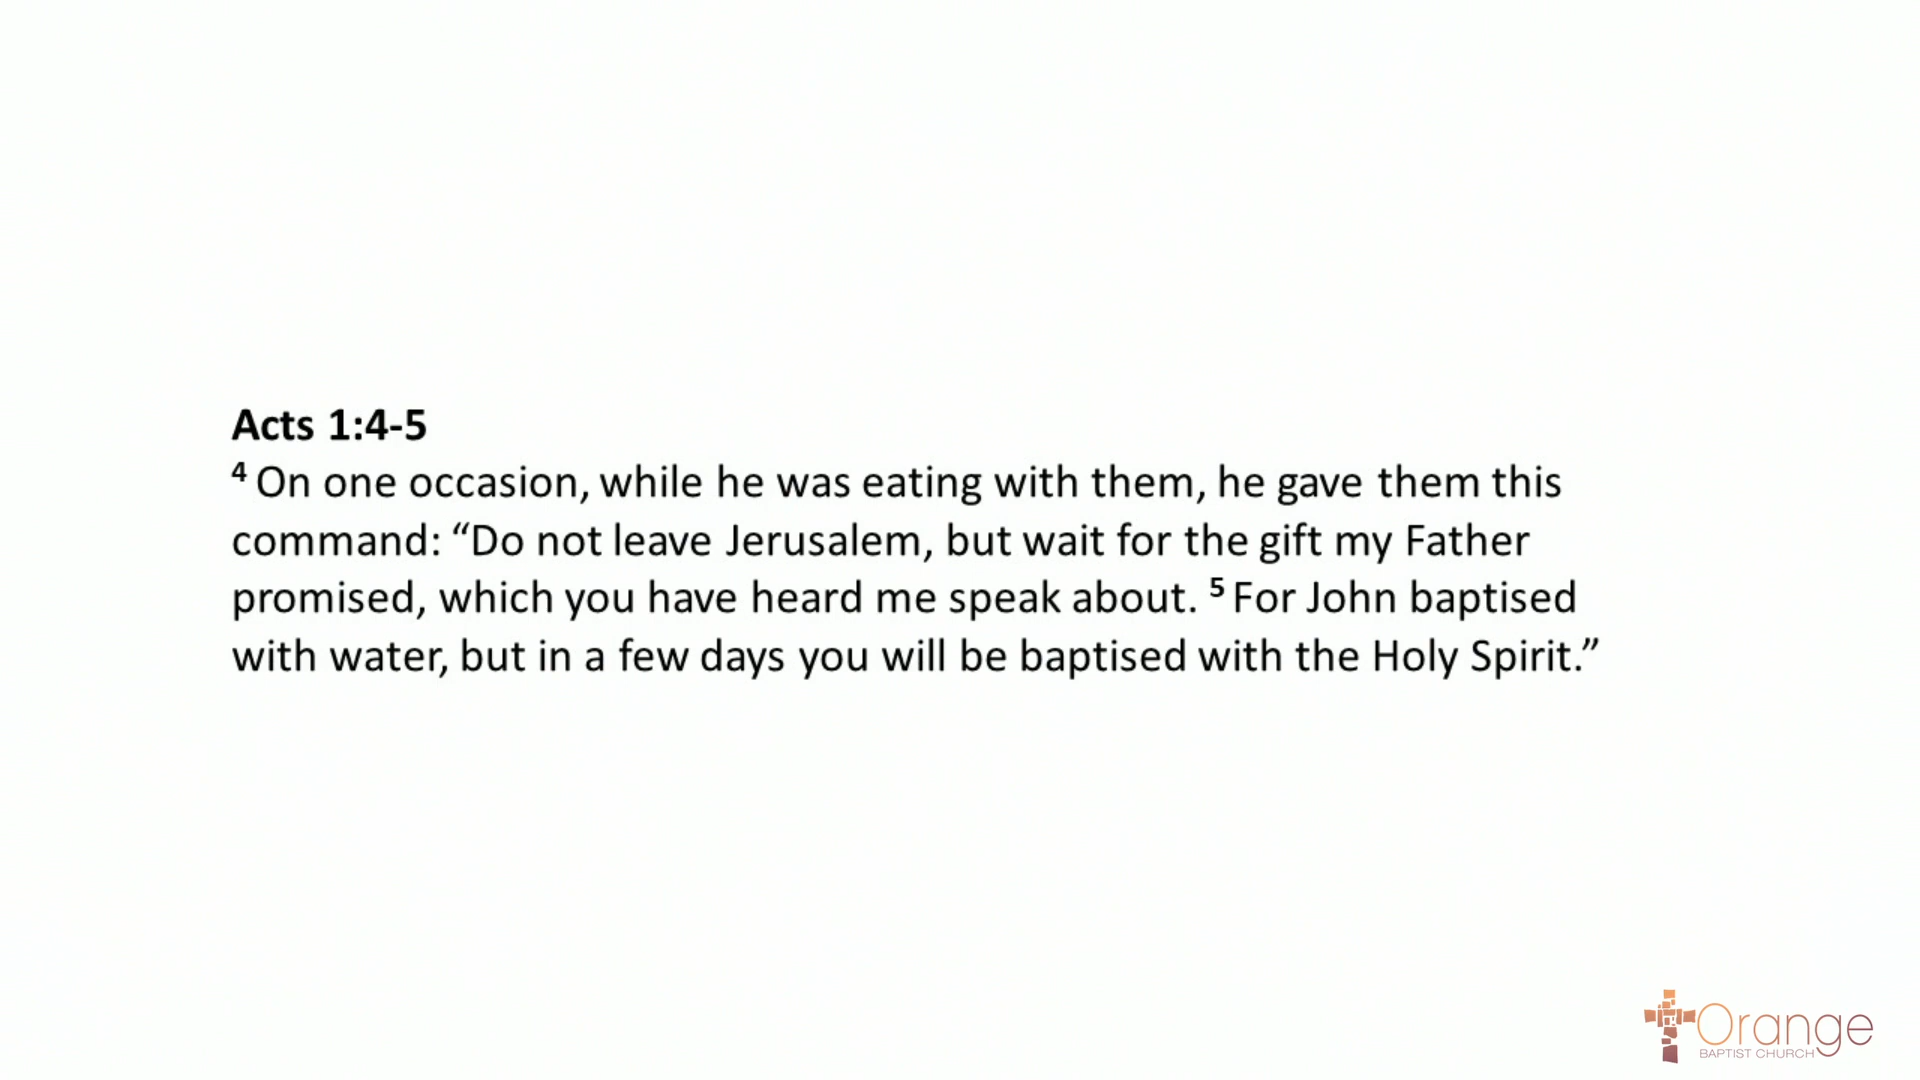 Acts 1:4-5
4 On one occasion, while he was eating with them, he gave them this
command: “Do not leave Jerusalem, but wait for the gift my Father
promised, which you have heard me speak about. 5 For John baptised
with water, but in a few days you will be baptised with the Holy Spirit.”
Orange
BAPTIST CHURCH